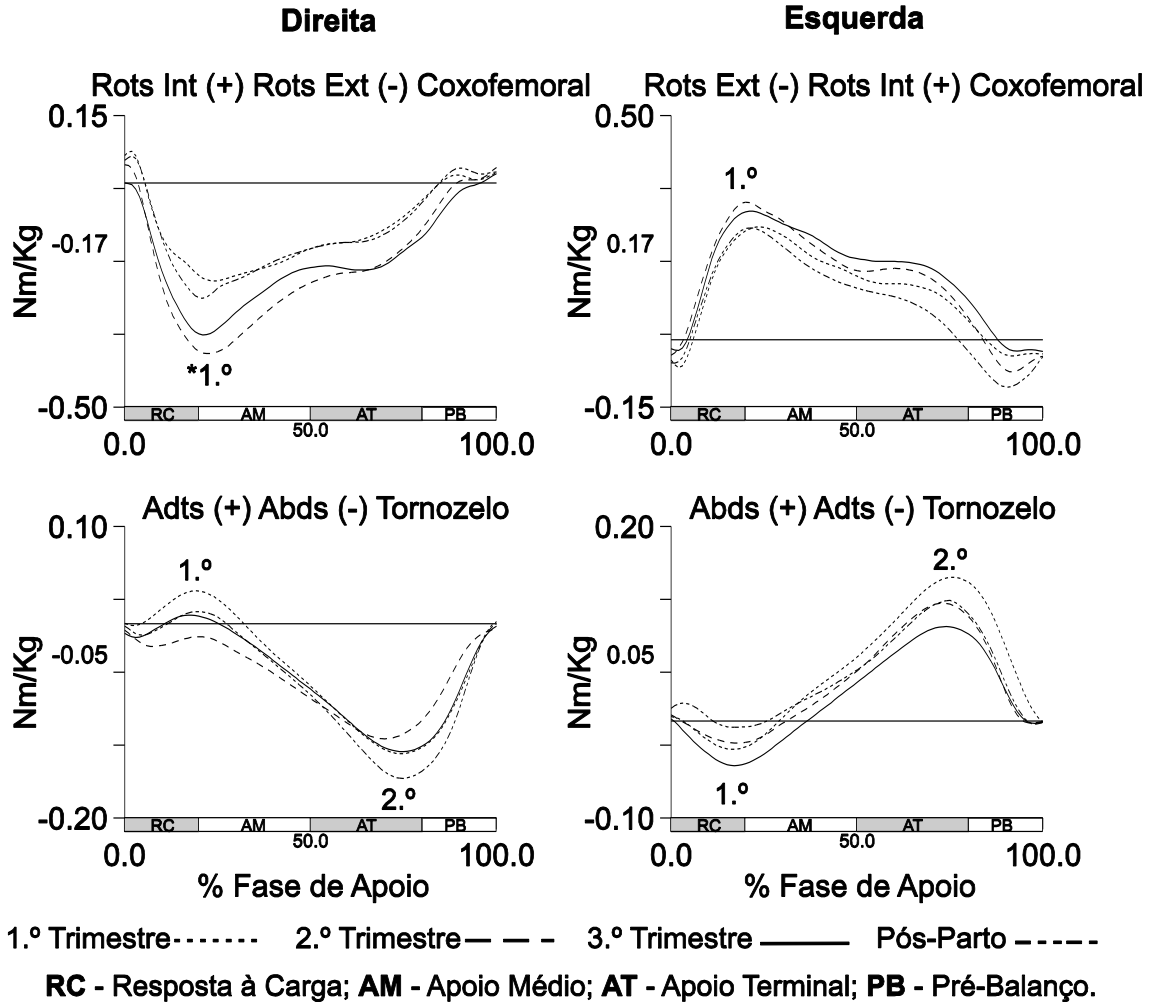 Direita
Esquerda
Rots Int (+) Rots Ext (-) Coxofemoral
Rots Ext (-) Rots Int (+) Coxofemoral
0.15
-0.17
-0.50
Nm/Kg
*1.º
RC AM AT PB
0.0 50.0 100.0
0.50
0.17
-0.15
Nm/Kg
1.º
RC AM AT PB
0.0 50.0 100.0
Adts (+) Abds (-) Tornozelo
Abds (+) Adts (-) Tornozelo
0.10
-0.05
-0.20
Nm/Kg
1.º
2.º
RC AM AT PB
0.0 50.0 100.0
% Fase de Apoio
0.20
0.05
-0.10
Nm/Kg
2.º
1.º
RC AM AT PB
0.0 50.0 100.0
% Fase de Apoio
1.º Trimestre 2.º Trimestre 3.º Trimestre Pós-Parto
RC - Resposta à Carga; AM - Apoio Médio; AT - Apoio Terminal; PB - Pré-Balanço.